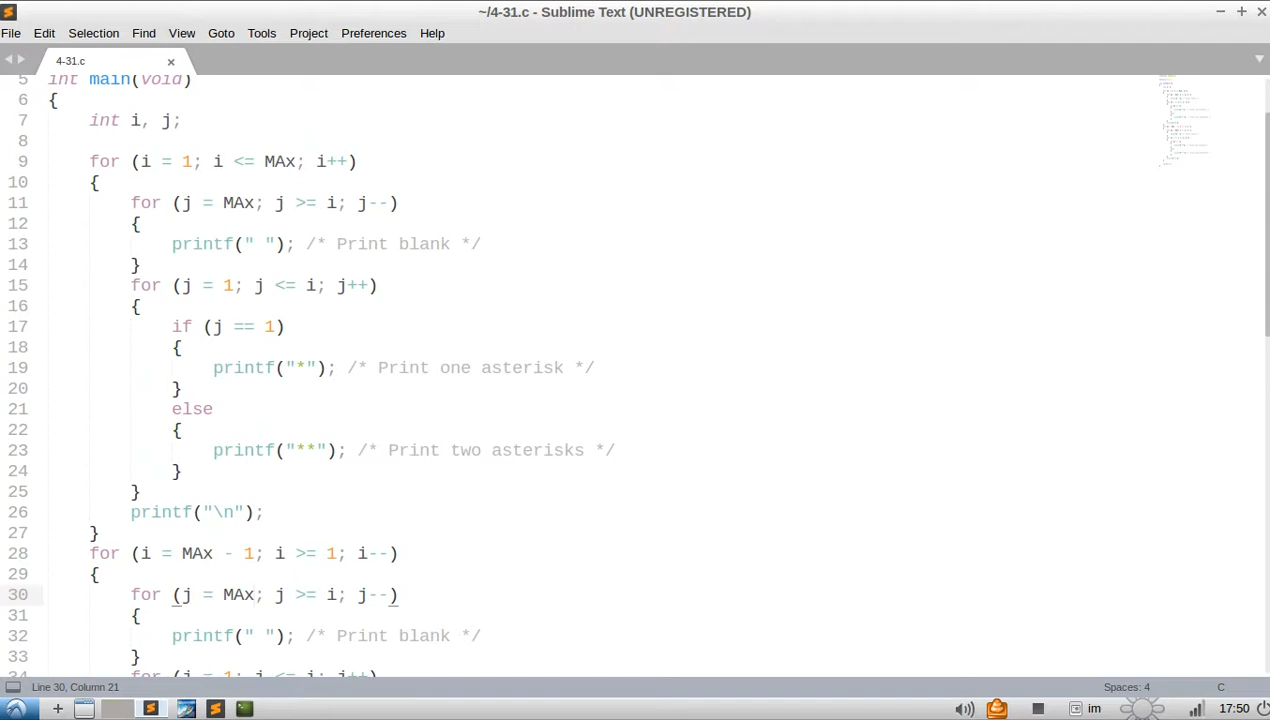 ~/4-31.c - Sublime Text (UNREGISTERED)
File Edit Selection Find View Goto Tools Project Preferences Help
4-31.c
5 int main(void)
6 {
7     int i, j;
8
9     for (i = 1; i <= MAx; i++)
10     {
11         for (j = MAx; j >= i; j--)
12         {
13             printf(" "); /* Print blank */
14         }
15         for (j = 1; j <= i; j++)
16         {
17             if (j == 1)
18             {
19                 printf("*"); /* Print one asterisk */
20             }
21             else
22             {
23                 printf("**"); /* Print two asterisks */
24             }
25         }
26         printf("\n");
27     }
28     for (i = MAx - 1; i >= 1; i--)
29     {
30         for (j = MAx; j >= i; j--)
31         {
32             printf(" "); /* Print blank */
33         }
34         for (j = 1; j <= i; j++)
Line 30, Column 21 Spaces: 4 C
im 17:50